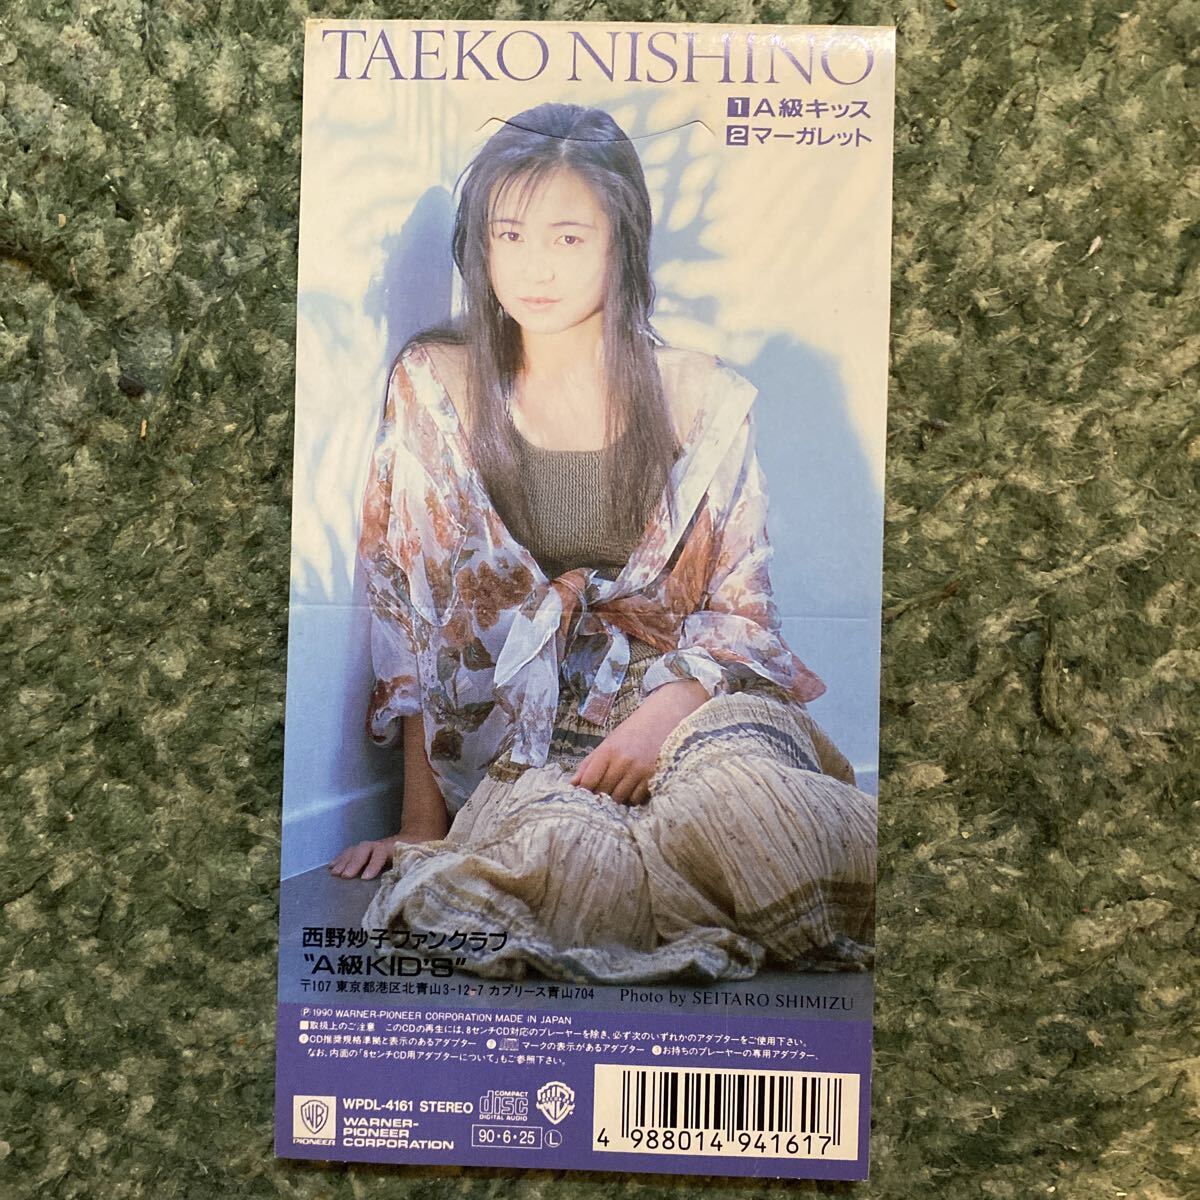 TAEKO NISHINO
1 A級キッス
2 マーガレット
西野妙子ファンクラブ
"A級KID'S"
〒107 東京都港区北青山3-12-7 カプリース青山704
Photo by SEITARO SHIMIZU
Ⓟ1990 WARNER-PIONEER CORPORATION MADE IN JAPAN
■取扱上のご注意 このCDの再生には、8センチCD対応のプレーヤーを除き、必ず次のいずれかのアダプターをご使用下さい。
①CD推奨規格準拠と表示のあるアダプター ② マークの表示があるアダプター ③お持ちのプレーヤーの専用アダプター、
なお、内面の「8センチCD用アダプターについて」もご参照下さい。
WB
PIONEER
WPDL-4161 STEREO
WARNER-
PIONEER
CORPORATION
COMPACT
disc
DIGITAL AUDIO
90・6・25 Ⓛ
4 988014 941617